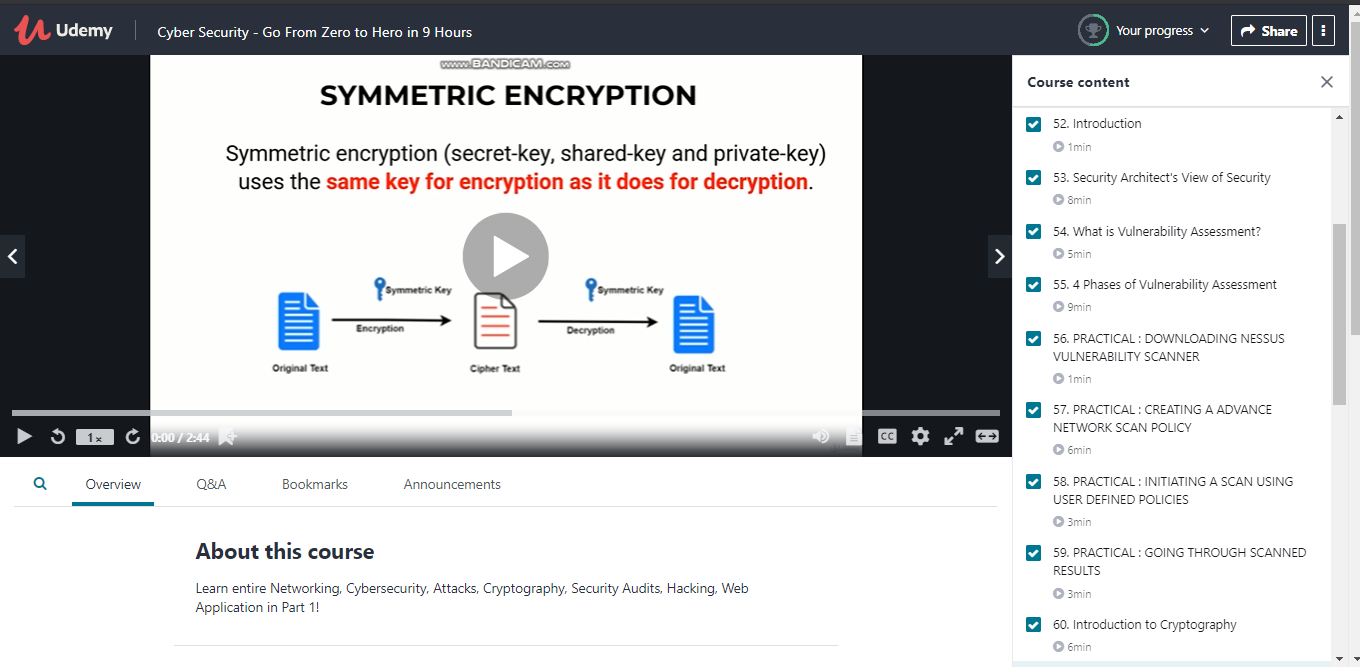 Udemy
Cyber Security - Go From Zero to Hero in 9 Hours
Your progress
Share
www.BANDICAM.com
SYMMETRIC ENCRYPTION
Symmetric encryption (secret-key, shared-key and private-key)
uses the same key for encryption as it does for decryption.
Symmetric Key
Symmetric Key
Encryption
Decryption
Original Text
Cipher Text
Original Text
1x
0:00 / 2:44
CC
Overview
Q&A
Bookmarks
Announcements
About this course
Learn entire Networking, Cybersecurity, Attacks, Cryptography, Security Audits, Hacking, Web
Application in Part 1!
Course content
52. Introduction
1min
53. Security Architect's View of Security
8min
54. What is Vulnerability Assessment?
5min
55. 4 Phases of Vulnerability Assessment
9min
56. PRACTICAL : DOWNLOADING NESSUS
VULNERABILITY SCANNER
1min
57. PRACTICAL : CREATING A ADVANCE
NETWORK SCAN POLICY
6min
58. PRACTICAL : INITIATING A SCAN USING
USER DEFINED POLICIES
3min
59. PRACTICAL : GOING THROUGH SCANNED
RESULTS
3min
60. Introduction to Cryptography
6min